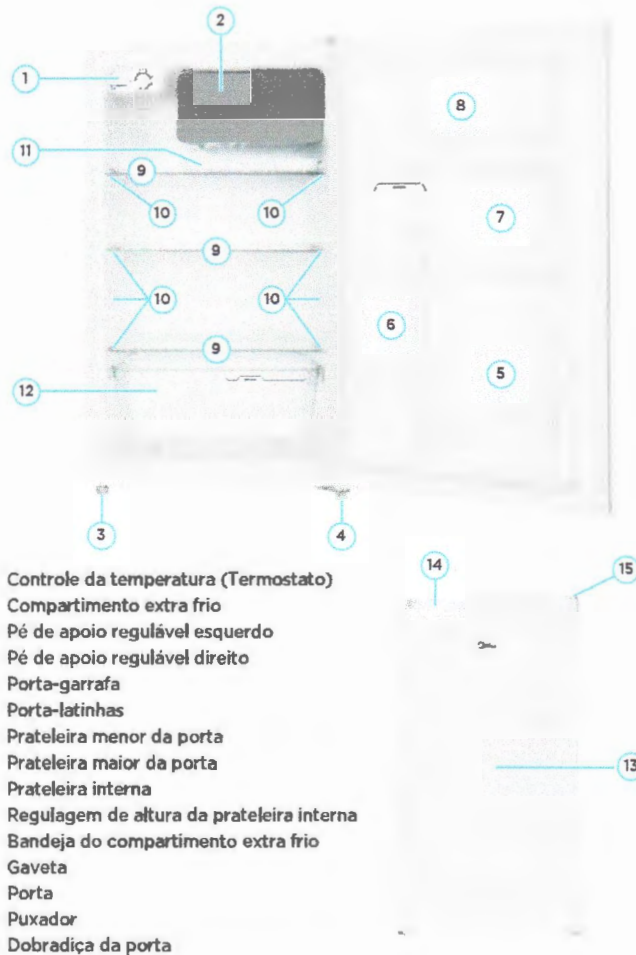 2
1
8
11
9
10
10
7
9
10
10
6
9
5
12
3
4
14
15
13
Controle da temperatura (Termostato)
Compartimento extra frio
Pé de apoio regulável esquerdo
Pé de apoio regulável direito
Porta-garrafa
Porta-latinhas
Prateleira menor da porta
Prateleira maior da porta
Prateleira interna
Regulagem de altura da prateleira interna
Bandeja do compartimento extra frio
Gaveta
Porta
Puxador
Dobradiça da porta